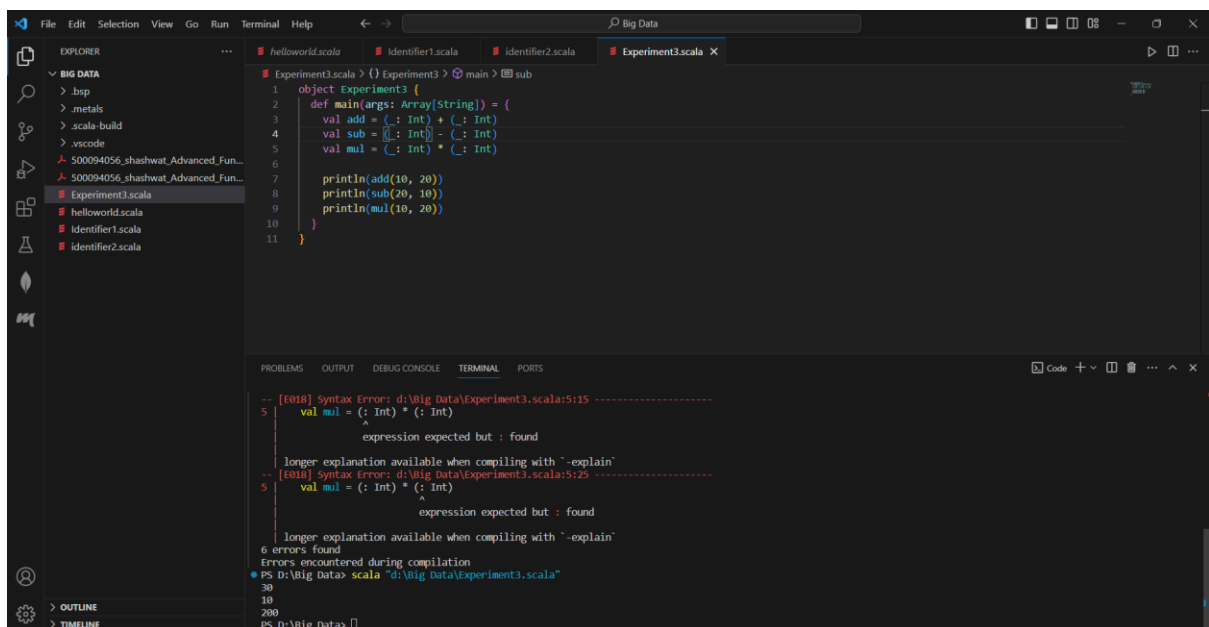 File Edit Selection View Go Run Terminal Help
Big Data
EXPLORER
BIG DATA
.bsp
.metals
.scala-build
.vscode
500094056_shashwat_Advanced_Fun...
500094056_shashwat_Advanced_Fun...
Experiment3.scala
helloworld.scala
Identifier1.scala
identifier2.scala
OUTLINE
TIMELINE
helloworld.scala Identifier1.scala identifier2.scala Experiment3.scala
Experiment3.scala > {} Experiment3 > main > sub
1 object Experiment3 {
2 def main(args: Array[String]) = {
3 val add = (_: Int) + (_: Int)
4 val sub = (_: Int) - (_: Int)
5 val mul = (_: Int) * (_: Int)
6
7 println(add(10, 20))
8 println(sub(20, 10))
9 println(mul(10, 20))
10 }
11 }
PROBLEMS OUTPUT DEBUG CONSOLE TERMINAL PORTS
Code
-- [E018] Syntax Error: d:\Big Data\Experiment3.scala:5:15 ---------------------
5 | val mul = (: Int) * (: Int)
| ^
| expression expected but : found
|
| longer explanation available when compiling with `-explain`
-- [E018] Syntax Error: d:\Big Data\Experiment3.scala:5:25 ---------------------
5 | val mul = (: Int) * (: Int)
| ^
| expression expected but : found
|
| longer explanation available when compiling with `-explain`
6 errors found
Errors encountered during compilation
PS D:\Big Data> scala "d:\Big Data\Experiment3.scala"
30
10
200
PS D:\Big Data>